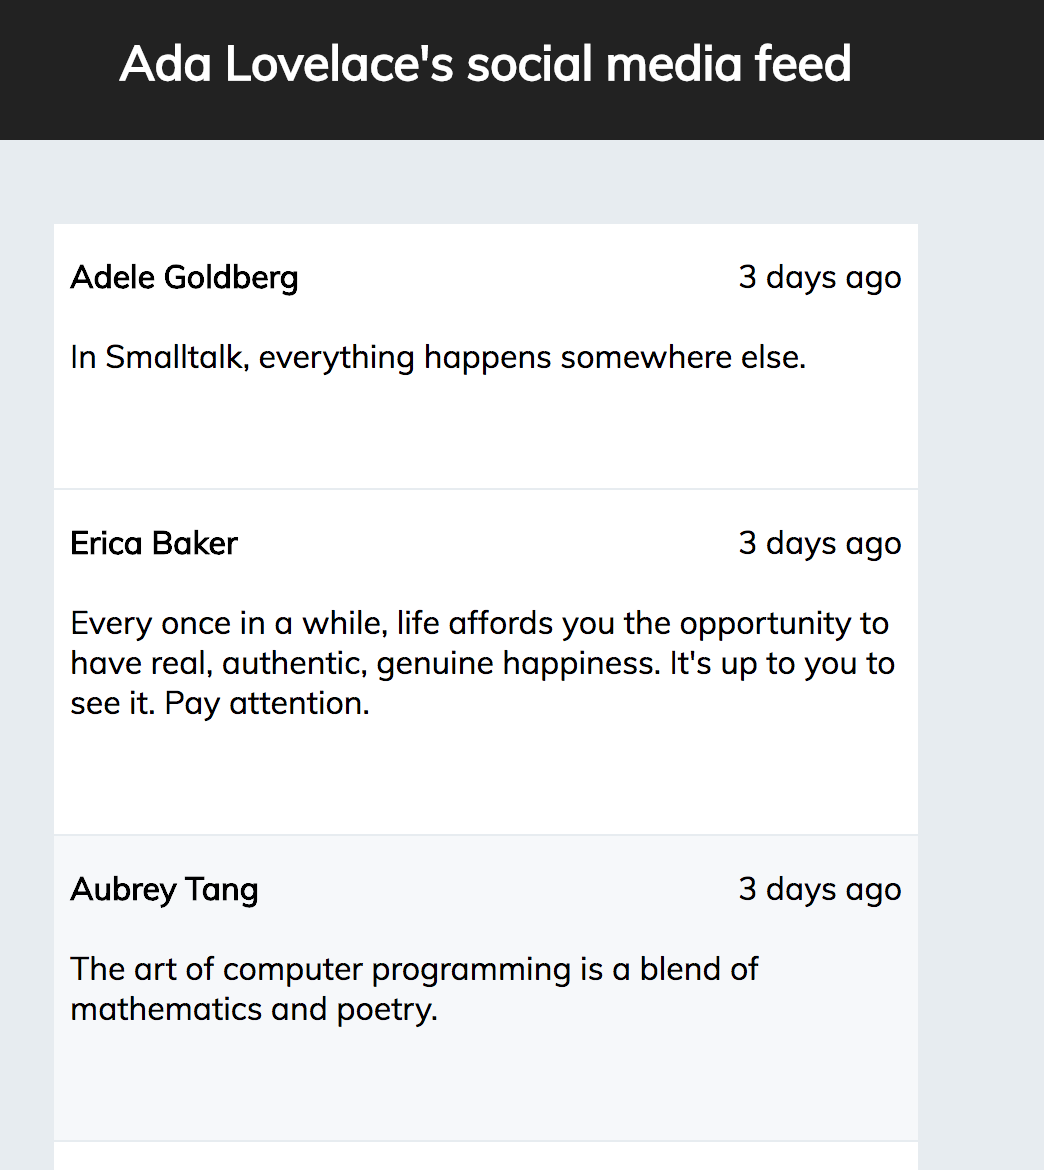 Ada Lovelace's social media feed
Adele Goldberg
3 days ago
In Smalltalk, everything happens somewhere else.
Erica Baker
3 days ago
Every once in a while, life affords you the opportunity to
have real, authentic, genuine happiness. It's up to you to
see it. Pay attention.
Aubrey Tang
3 days ago
The art of computer programming is a blend of
mathematics and poetry.